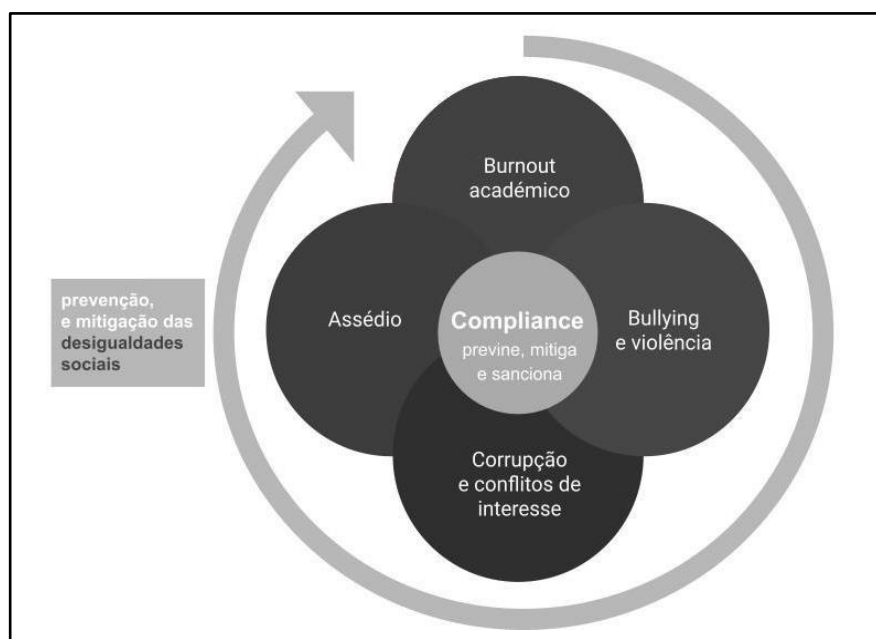 Burnout
académico
Assédio
Compliance
previne, mitiga
e sanciona
Bullying
e violência
Corrupção
e conflitos de
interesse
prevenção,
e mitigação das
desigualdades
sociais